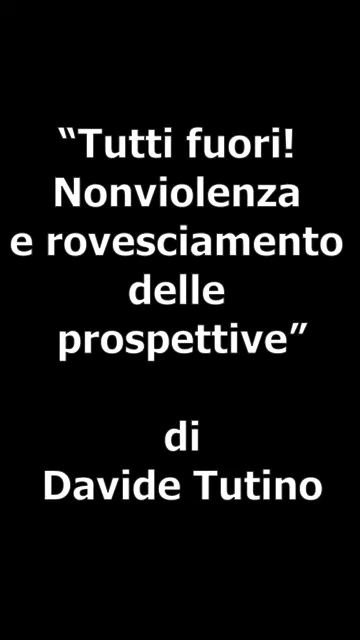 “Tutti fuori!
Nonviolenza
e rovesciamento
delle
prospettive”
di
Davide Tutino